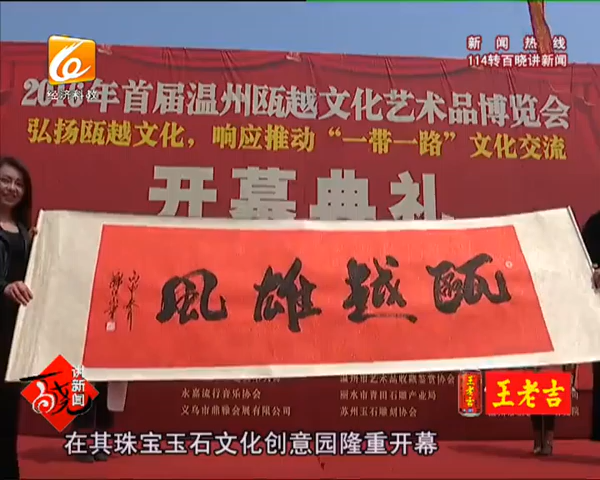 经济科教
新闻热线
114转百晓讲新闻
年首届温州瓯越文化艺术品博览会
弘扬瓯越文化，响应推动“一带一路”文化交流
开幕典礼
風雄越甌
永嘉流行音乐协会
温州市艺术品收藏鉴赏协会
义乌市鼎翰会展有限公司
丽水市青田石雕产业局
苏州玉石雕刻协会
百晓
讲新闻
王老吉
王老吉
在其珠宝玉石文化创意园隆重开幕